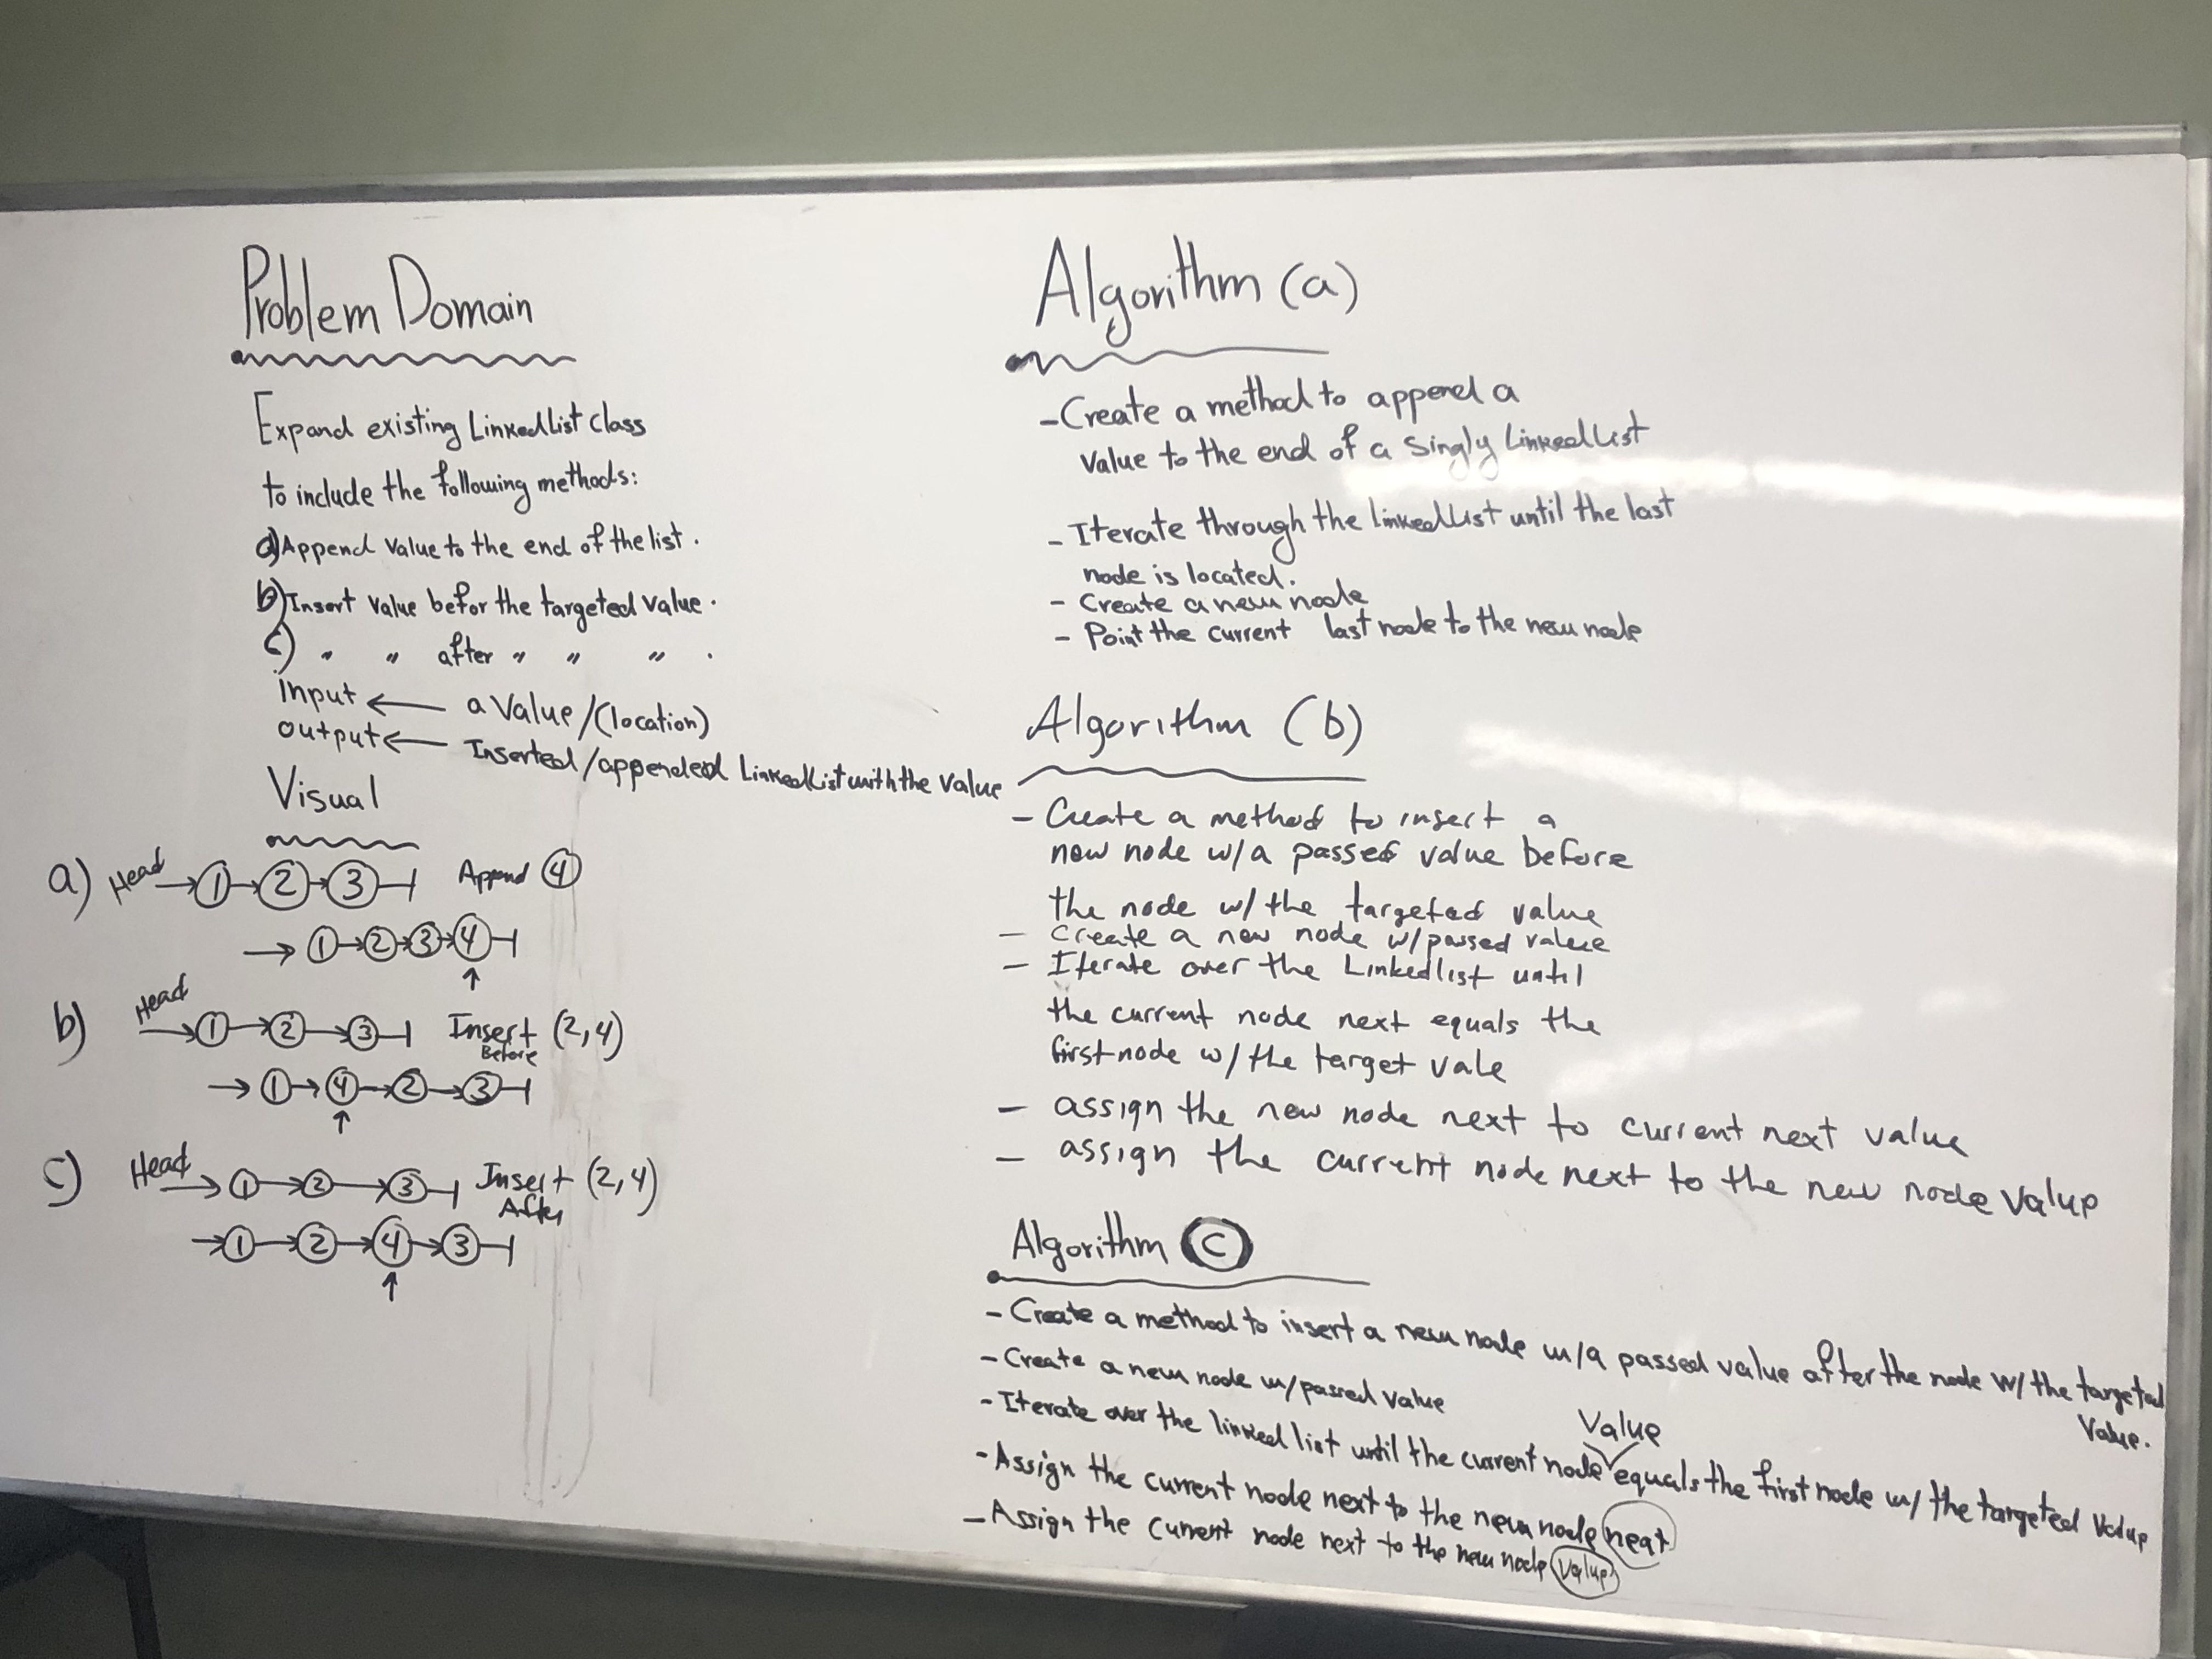 Problem Domain
Expand existing LinkedList class
to include the following methods:
a) Append value to the end of the list.
b) Insert value befor the targeted value.
c) " " after " " " .
input ← a value/(location)
output ← Inserted/appended LinkedList with the value
Visual
a) Head → 1 → 2 → 3 Append 4
→ 1 → 2 → 3 → 4
↑
b) Head → 1 → 2 → 3 Insert (2,4)
Before
→ 1 → 4 → 2 → 3
↑
c) Head → 1 → 2 → 3 Insert (2,4)
After
→ 1 → 2 → 4 → 3
↑
Algorithm (a)
- Create a method to append a
value to the end of a singly LinkedList
- Iterate through the linkedList until the last
node is located.
- Create a new node
- Point the current last node to the new node
Algorithm (b)
- Create a method to insert a
new node w/a passed value before
the node w/ the targeted value
- Create a new node w/passed value
- Iterate over the Linkedlist until
the current node next equals the
first node w/ the target vale
- assign the new node next to current next value
- assign the current node next to the new node value
Algorithm C
- Create a method to insert a new node w/a passed value after the node w/ the targeted
value.
- Create a new node w/passed value
- Iterate over the linked list until the current node value equals the first node w/ the targeted value
- Assign the current node next to the new node next
- Assign the current node next to the new node value